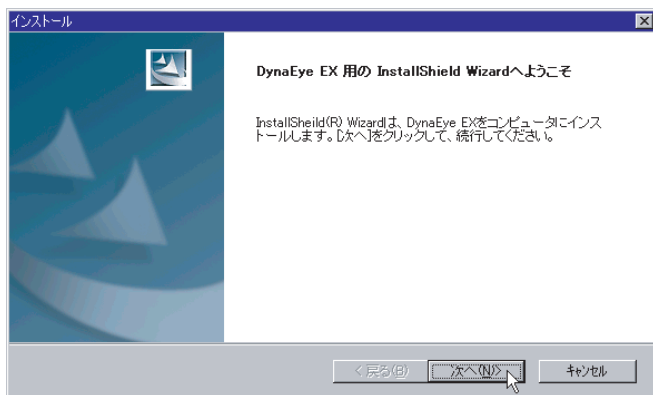 インストール
DynaEye EX 用の InstallShield Wizardへようこそ
InstallSheild(R) Wizardは、DynaEye EXをコンピュータにインス
トールします。[次へ]をクリックして、続行してください。
< 戻る(B)
次へ(N)>
キャンセル